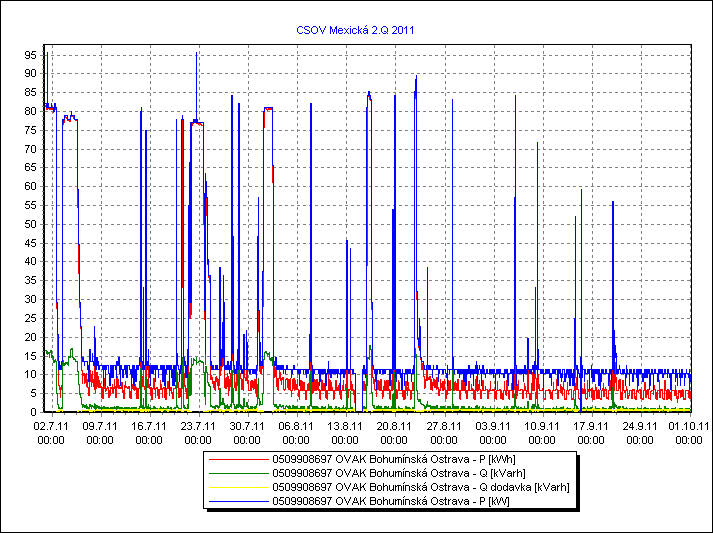 CSOV Mexická 2.Q 2011
95
90
85
80
75
70
65
60
55
50
45
40
35
30
25
20
15
10
5
0
02.7.11 09.7.11 16.7.11 23.7.11 30.7.11 06.8.11 13.8.11 20.8.11 27.8.11 03.9.11 10.9.11 17.9.11 24.9.11 01.10.11
00:00 00:00 00:00 00:00 00:00 00:00 00:00 00:00 00:00 00:00 00:00 00:00 00:00 00:00
0509908697 OVAK Bohumínská Ostrava - P [kWh]
0509908697 OVAK Bohumínská Ostrava - Q [kVarh]
0509908697 OVAK Bohumínská Ostrava - Q dodavka [kVarh]
0509908697 OVAK Bohumínská Ostrava - P [kW]